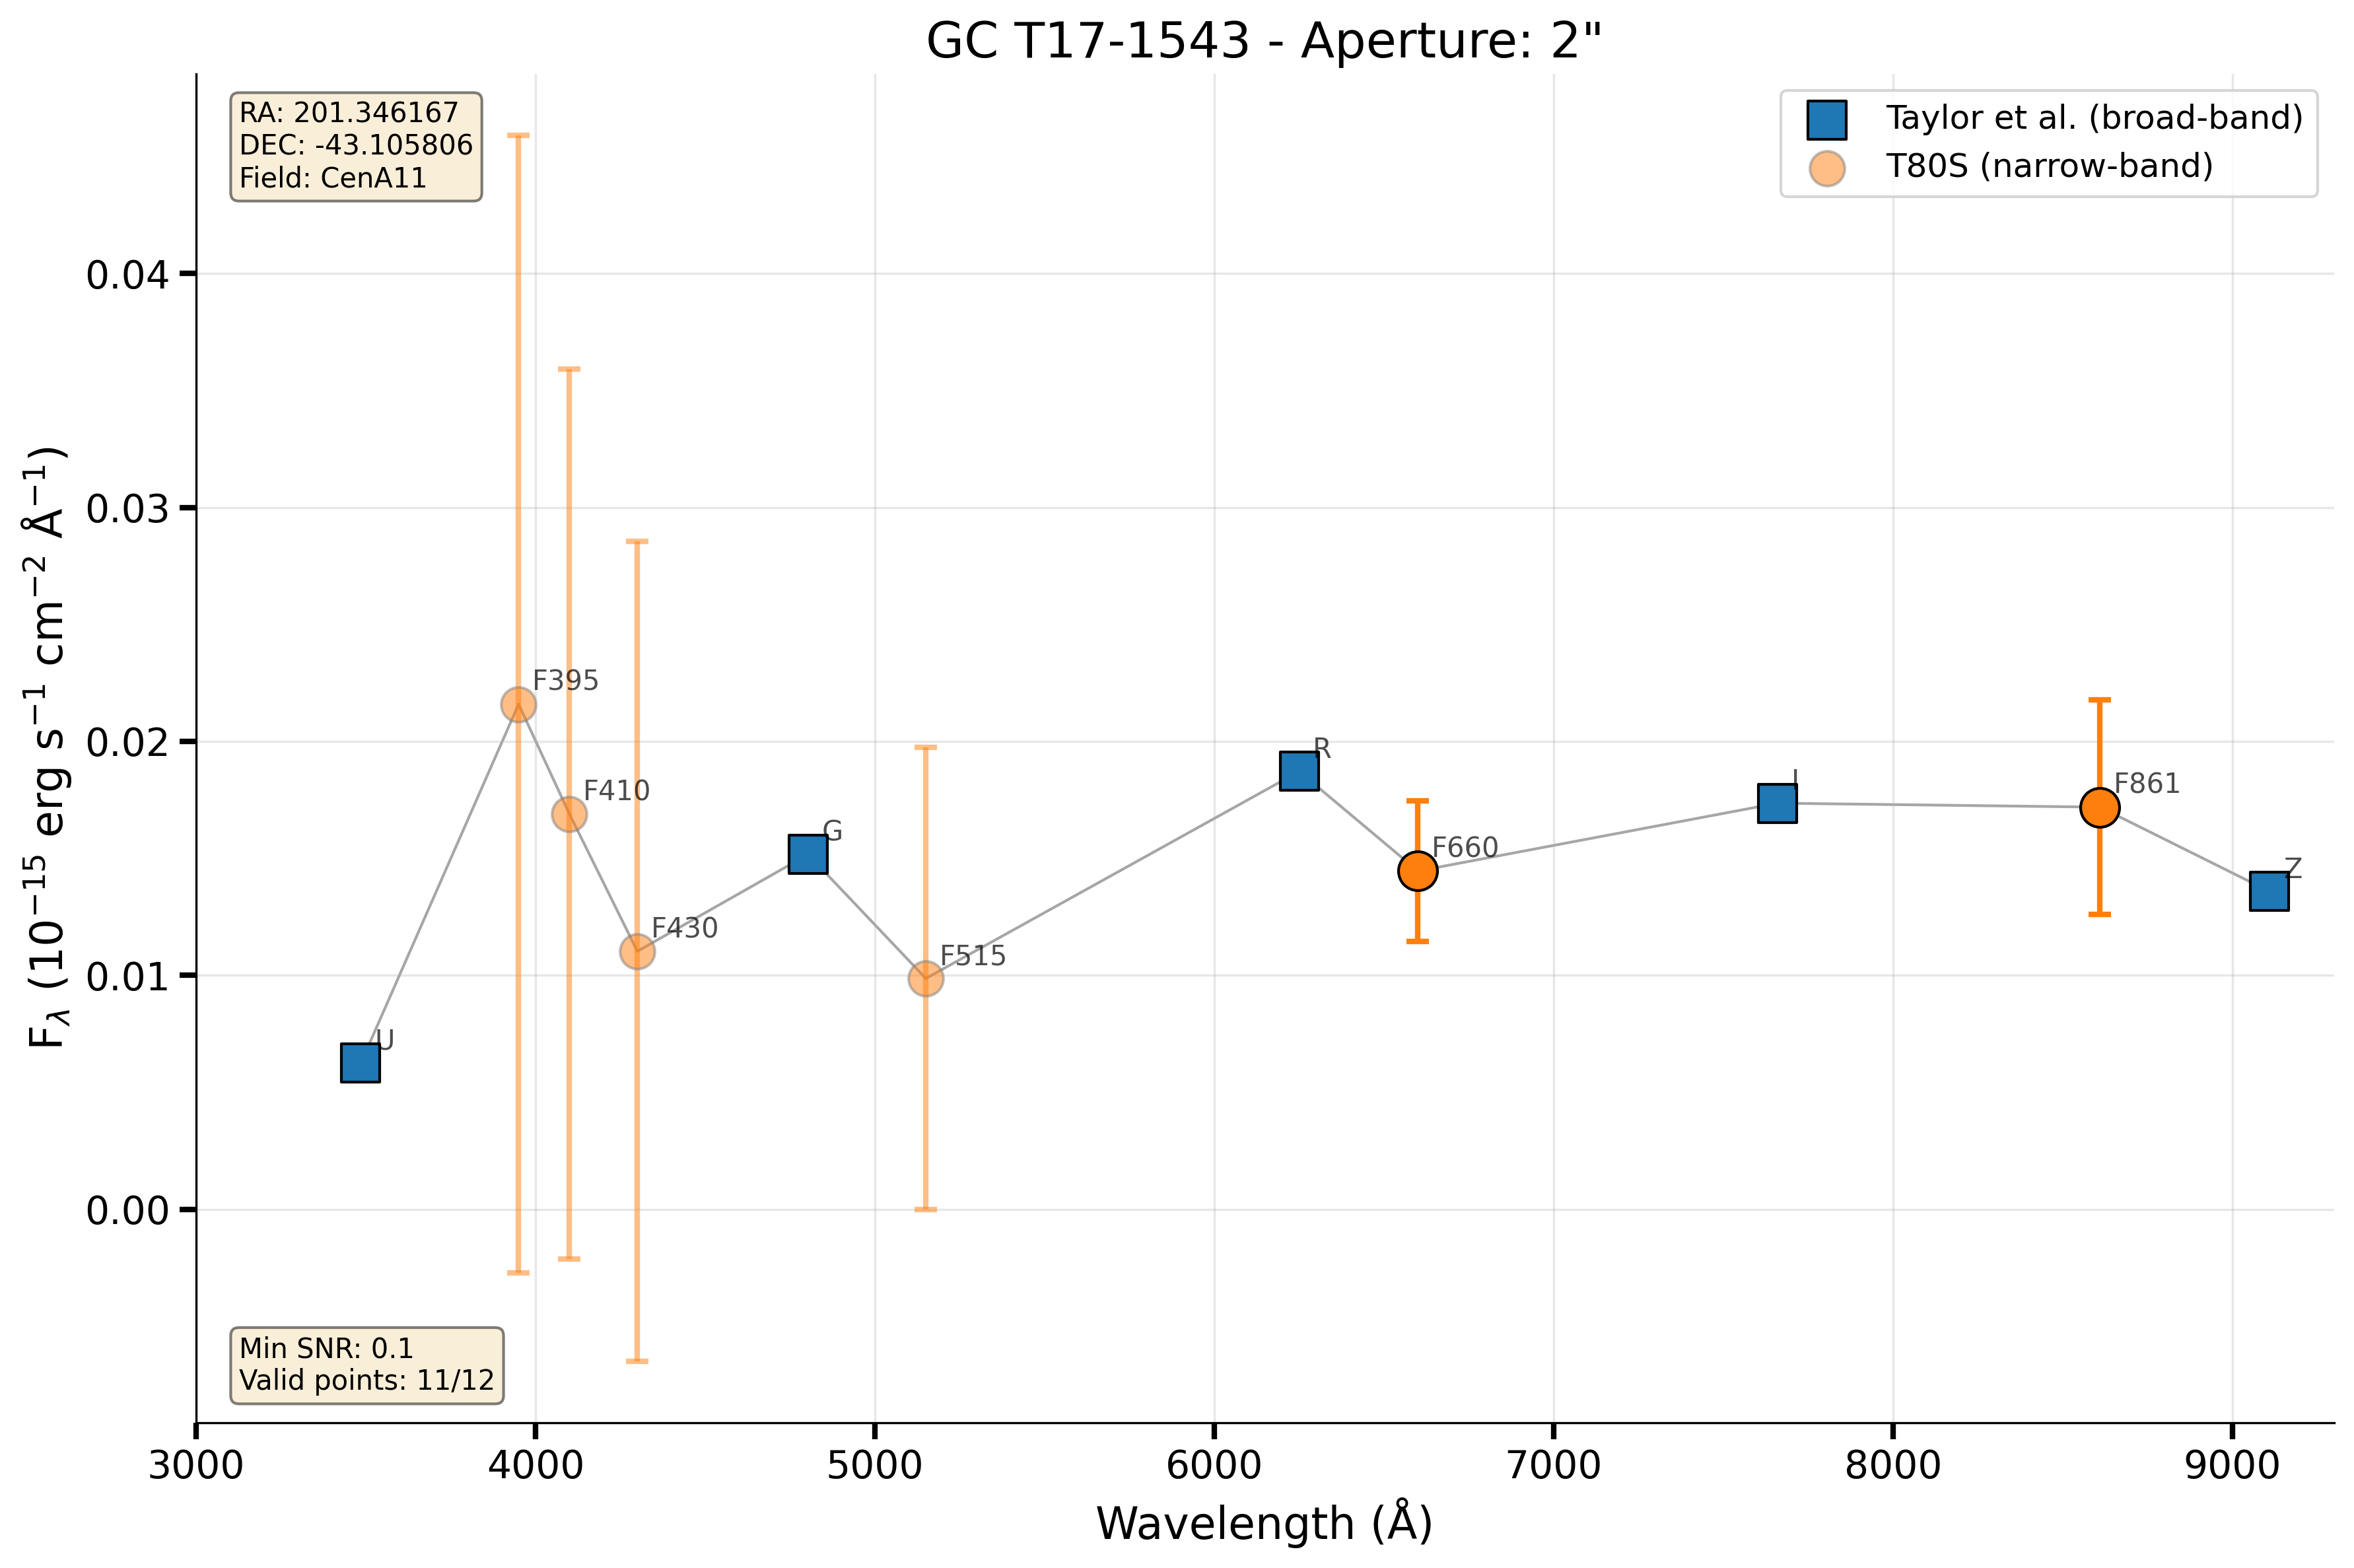 GC T17-1543 - Aperture: 2"
RA: 201.346167
DEC: -43.105806
Field: CenA11
Taylor et al. (broad-band)
T80S (narrow-band)
F_λ (10⁻¹⁵ erg s⁻¹ cm⁻² Å⁻¹)
0.04
0.03
0.02
0.01
0.00
U
F395
F410
F430
G
F515
R
F660
I
F861
Z
Min SNR: 0.1
Valid points: 11/12
3000 4000 5000 6000 7000 8000 9000
Wavelength (Å)